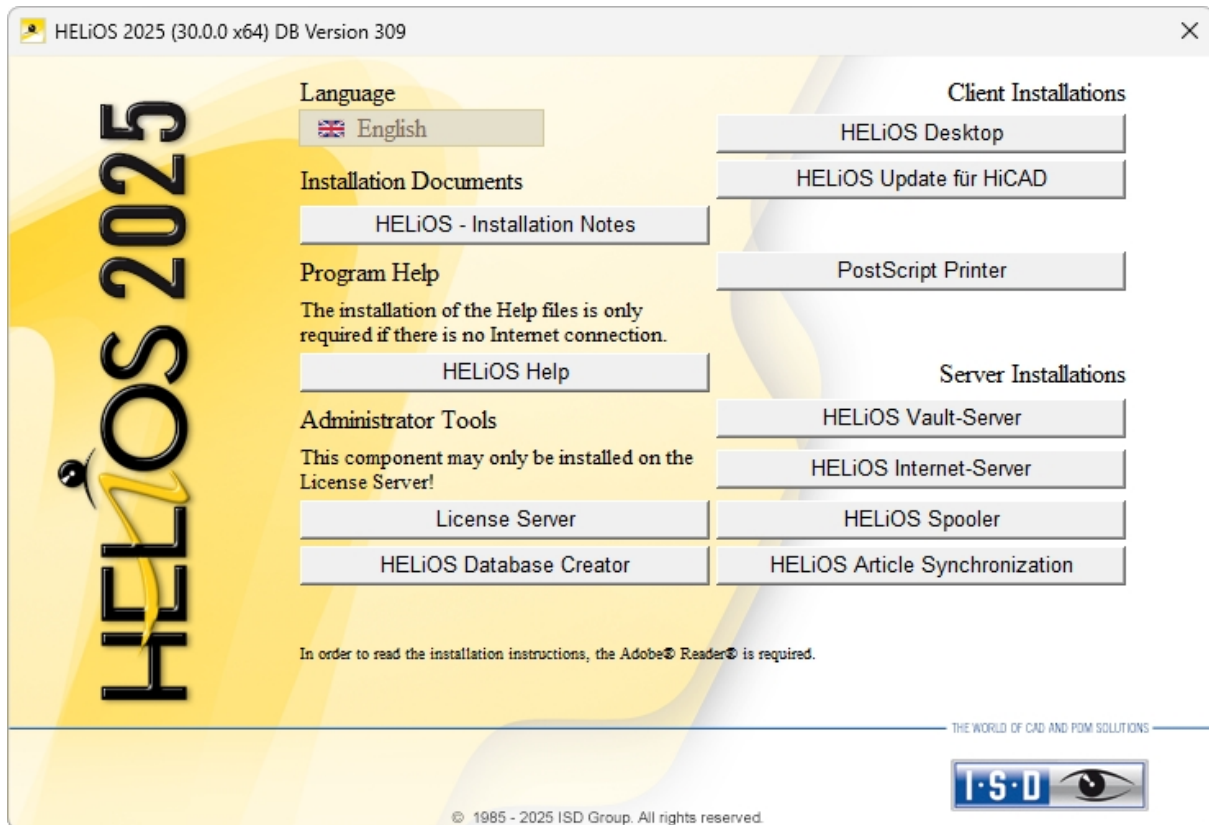 HELiOS 2025 (30.0.0 x64) DB Version 309
HELiOS 2025
Language
English
Installation Documents
HELiOS - Installation Notes
Program Help
The installation of the Help files is only
required if there is no Internet connection.
HELiOS Help
Administrator Tools
This component may only be installed on the
License Server!
License Server
HELiOS Database Creator
Client Installations
HELiOS Desktop
HELiOS Update für HiCAD
PostScript Printer
Server Installations
HELiOS Vault-Server
HELiOS Internet-Server
HELiOS Spooler
HELiOS Article Synchronization
In order to read the installation instructions, the Adobe® Reader® is required.
THE WORLD OF CAD AND PDM SOLUTIONS
I·S·D
© 1985 - 2025 ISD Group. All rights reserved.